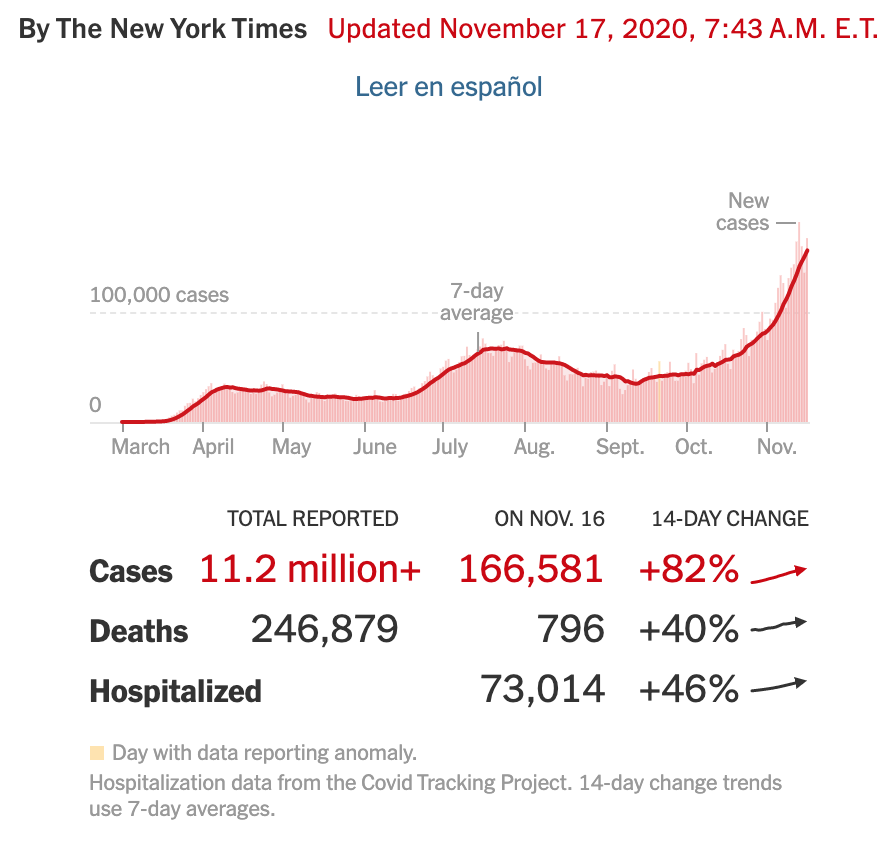 By The New York Times Updated November 17, 2020, 7:43 A.M. E.T.
Leer en español
New
cases
100,000 cases
7-day
average
0
March April May June July Aug. Sept. Oct. Nov.
TOTAL REPORTED ON NOV. 16 14-DAY CHANGE
Cases 11.2 million+ 166,581 +82%
Deaths 246,879 796 +40%
Hospitalized 73,014 +46%
Day with data reporting anomaly.
Hospitalization data from the Covid Tracking Project. 14-day change trends
use 7-day averages.